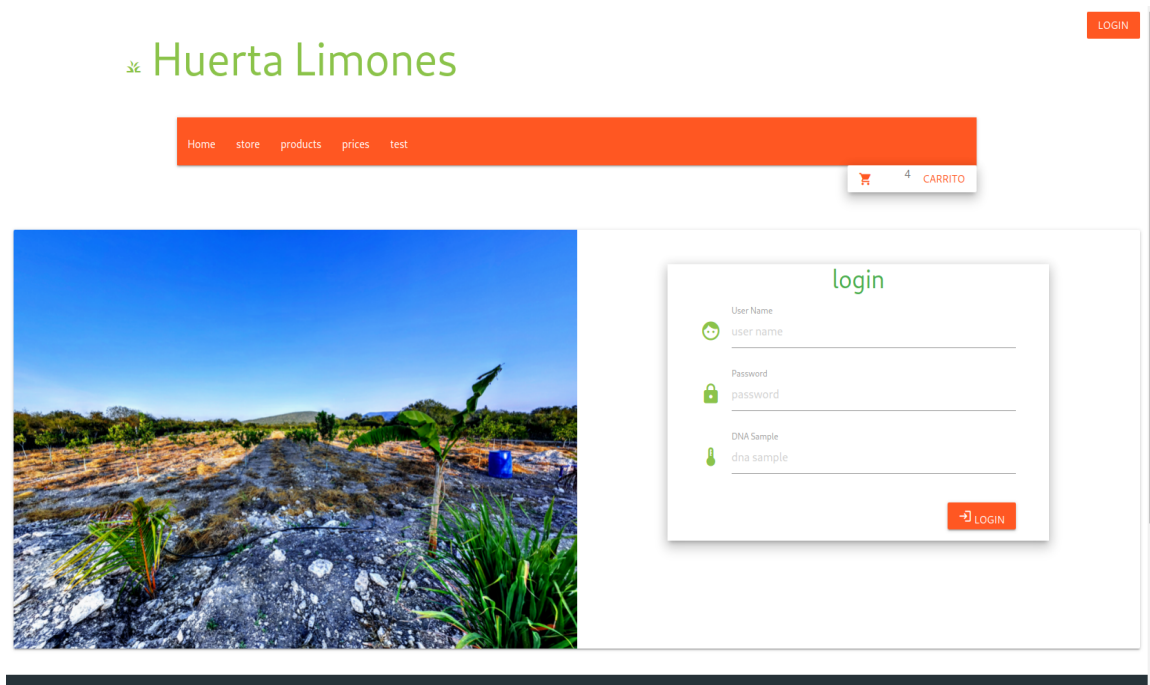 LOGIN
Huerta Limones
Home store products prices test
4 CARRITO
login
User Name
user name
Password
password
DNA Sample
dna sample
LOGIN